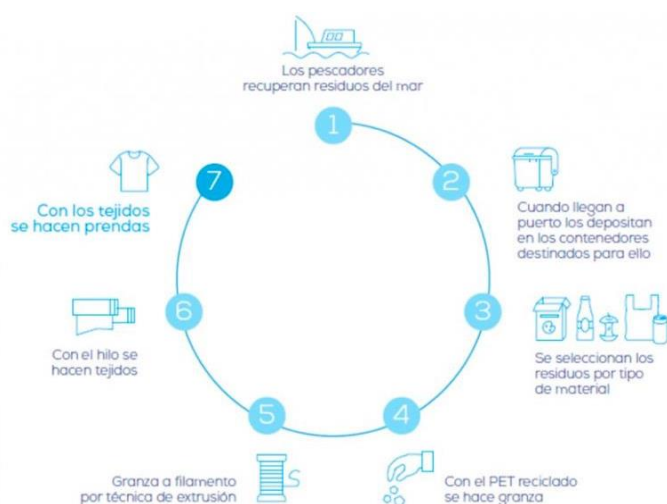 Los pescadores
recuperan residuos del mar
1
2
Cuando llegan a
puerto los depositan
en los contenedores
destinados para ello
3
Se seleccionan los
residuos por tipo
de material
4
Con el PET reciclado
se hace granza
5
Granza a filamento
por técnica de extrusión
6
Con el hilo se
hacen tejidos
7
Con los tejidos
se hacen prendas